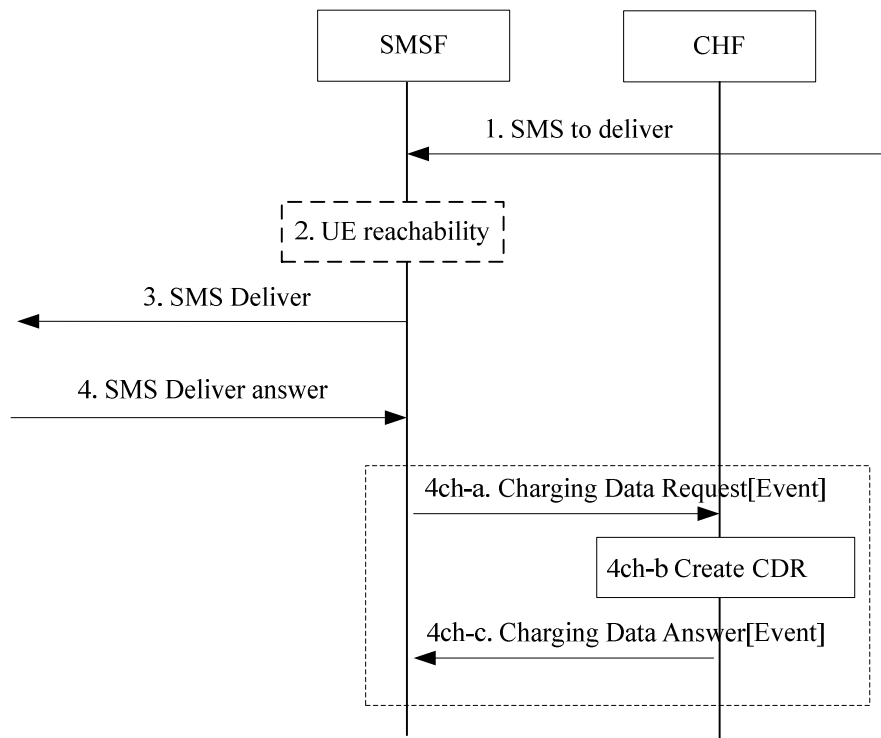 SMSF
CHF
1. SMS to deliver
2. UE reachability
3. SMS Deliver
4. SMS Deliver answer
4ch-a. Charging Data Request[Event]
4ch-b Create CDR
4ch-c. Charging Data Answer[Event]